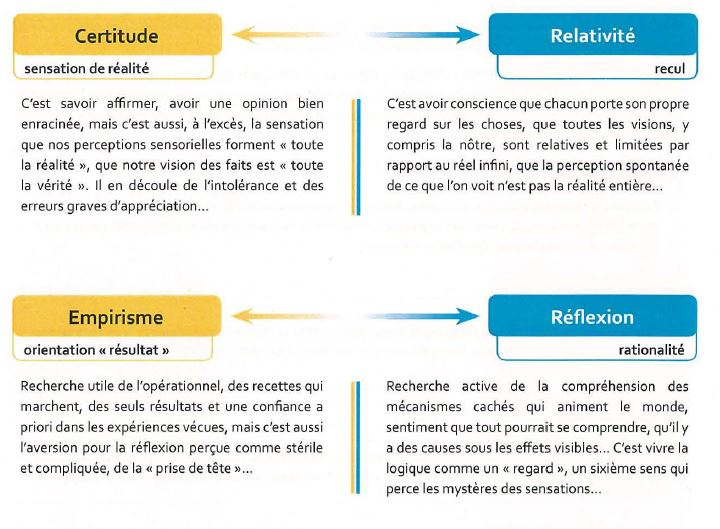 Certitude
sensation de réalité
C'est savoir affirmer, avoir une opinion bien
enracinée, mais c'est aussi, à l'excès, la sensation
que nos perceptions sensorielles forment « toute
la réalité », que notre vision des faits est « toute
la vérité ». Il en découle de l'intolérance et des
erreurs graves d'appréciation...
Relativité
recul
C'est avoir conscience que chacun porte son propre
regard sur les choses, que toutes les visions, y
compris la nôtre, sont relatives et limitées par
rapport au réel infini, que la perception spontanée
de ce que l'on voit n'est pas la réalité entière...
Empirisme
orientation « résultat »
Recherche utile de l'opérationnel, des recettes qui
marchent, des seuls résultats et une confiance a
priori dans les expériences vécues, mais c'est aussi
l'aversion pour la réflexion perçue comme stérile
et compliquée, de la « prise de tête »...
Réflexion
rationalité
Recherche active de la compréhension des
mécanismes cachés qui animent le monde,
sentiment que tout pourrait se comprendre, qu'il y
a des causes sous les effets visibles... C'est vivre la
logique comme un « regard », un sixième sens qui
perce les mystères des sensations...